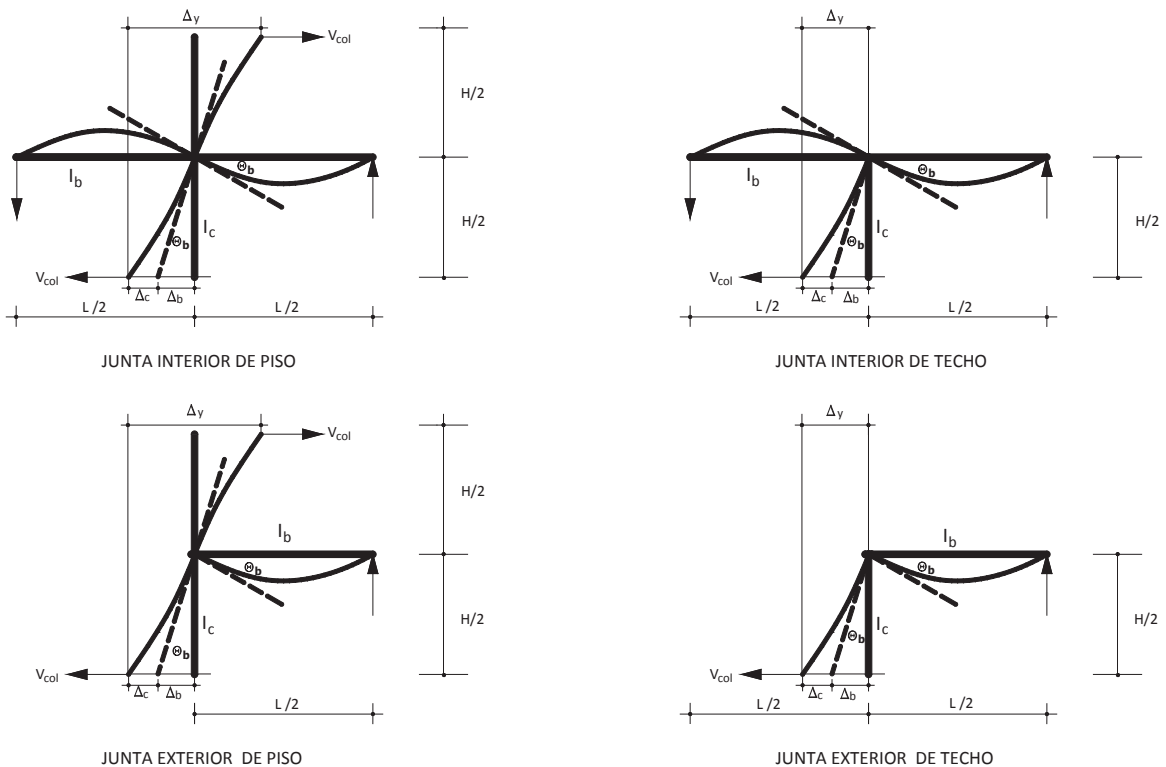 Δy
Vcol
H/2
Θb
Ib
H/2
Ic
Θb
Vcol
Δc
Δb
L /2
L /2
JUNTA INTERIOR DE PISO
Δy
Θb
Ib
Ic
H/2
Θb
Vcol
Δc
Δb
L /2
L /2
JUNTA INTERIOR DE TECHO
Δy
Vcol
H/2
Ib
Θb
H/2
Ic
Θb
Vcol
Δc
Δb
L /2
JUNTA EXTERIOR DE PISO
Δy
Ib
Θb
H/2
Ic
Θb
Vcol
Δc
Δb
L /2
L /2
JUNTA EXTERIOR DE TECHO